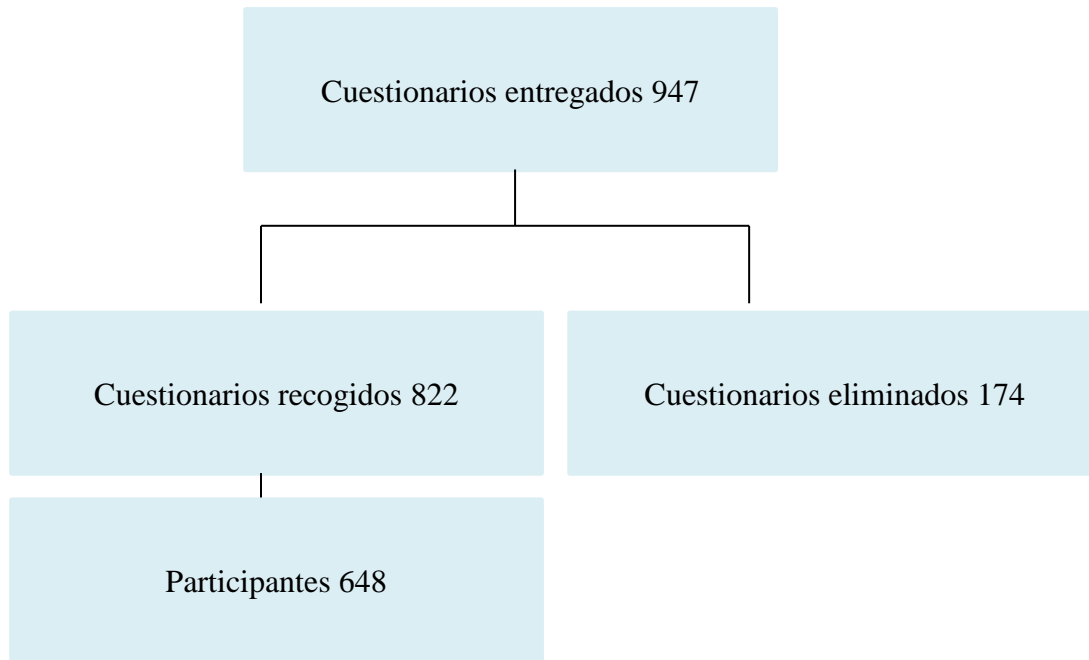 Cuestionarios entregados 947
Cuestionarios recogidos 822
Cuestionarios eliminados 174
Participantes 648